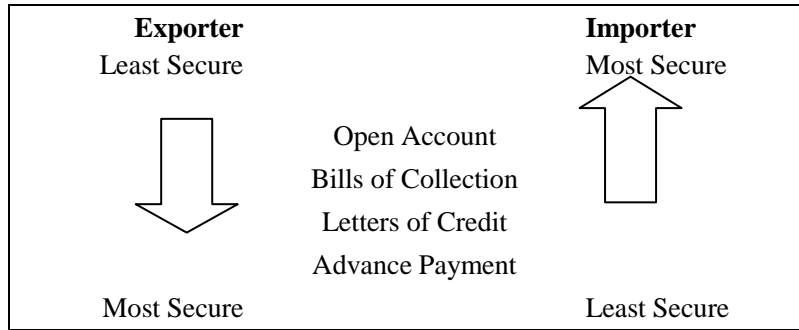 Exporter Importer
Least Secure Most Secure
Open Account
Bills of Collection
Letters of Credit
Advance Payment
Most Secure Least Secure